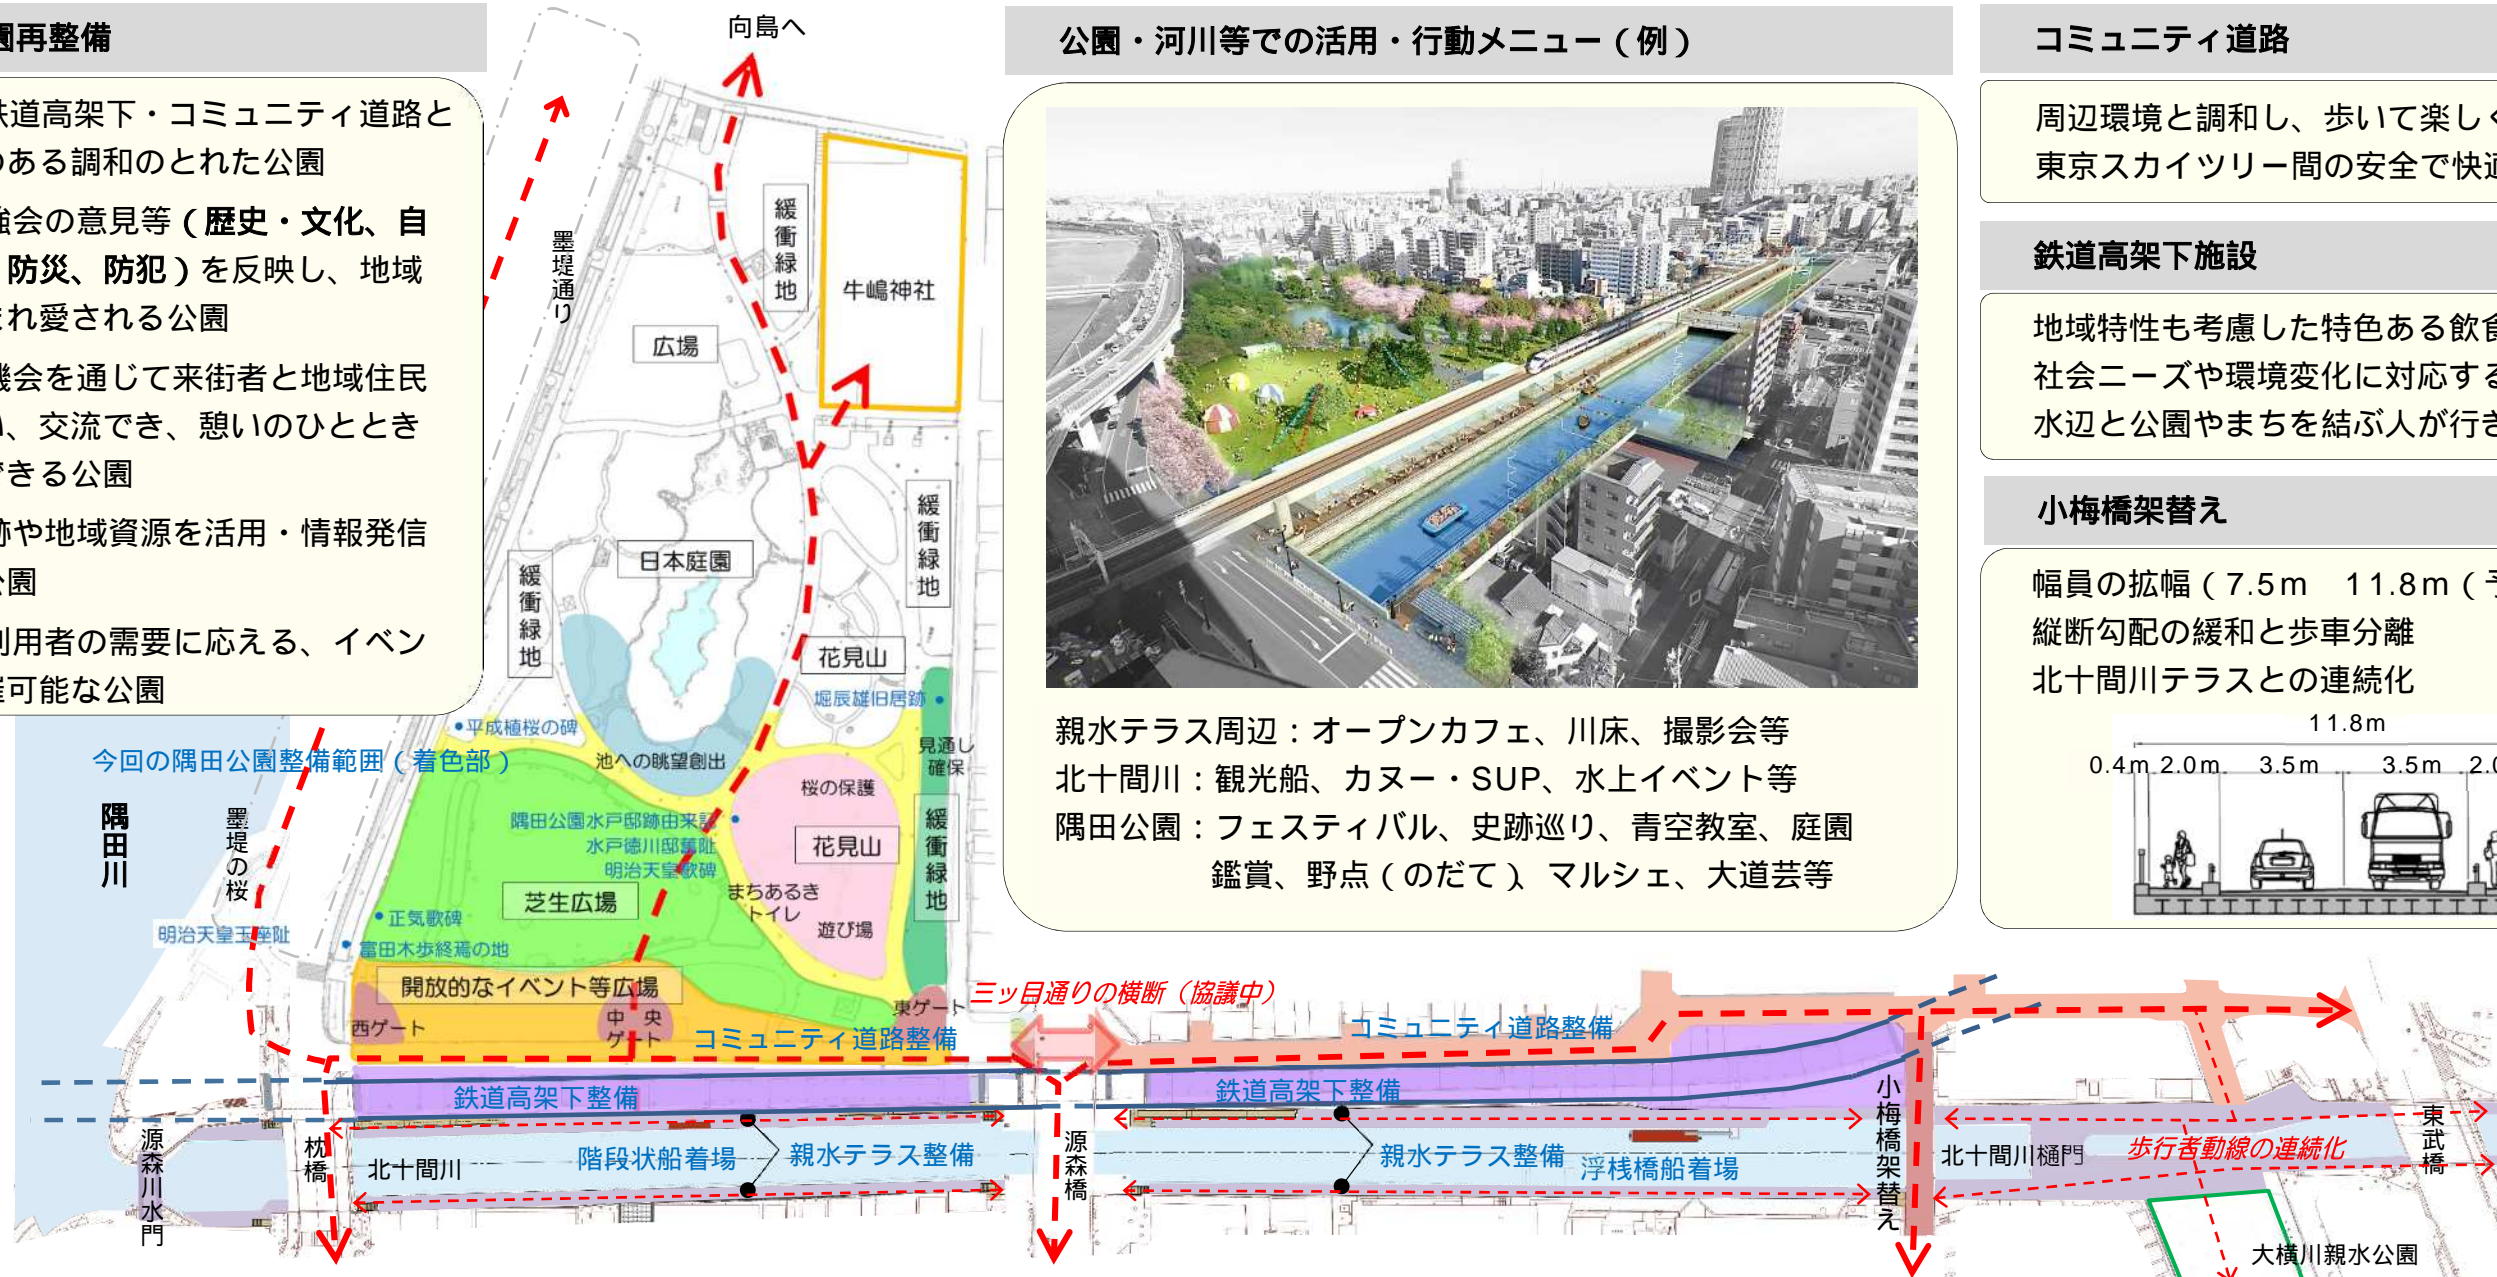 園再整備
鉄道高架下・コミュニティ道路と
のある調和のとれた公園
強会の意見等（歴史・文化、自
防災、防犯）を反映し、地域
まれ愛される公園
機会を通じて来街者と地域住民
い、交流でき、憩いのひととき
できる公園
跡や地域資源を活用・情報発信
公園
利用者の需要に応える、イベン
催可能な公園
向島へ
墨堤通り
緩衝緑地
牛嶋神社
広場
日本庭園
緩衝緑地
緩衝緑地
花見山
堀辰雄旧居跡
平成植桜の碑
池への眺望創出
見通し
確保
今回の隅田公園整備範囲（着色部）
隅田川
墨堤の桜
桜の保護
隅田公園水戸邸跡由来記
水戸徳川邸舊阯
明治天皇歌碑
花見山
緩衝緑地
芝生広場
まちあるき
トイレ
遊び場
正気歌碑
明治天皇玉座阯
富田木歩終焉の地
開放的なイベント等広場
西ゲート
中央
ゲート
東ゲート
公園・河川等での活用・行動メニュー（例）
親水テラス周辺：オープンカフェ、川床、撮影会等
北十間川：観光船、カヌー・SUP、水上イベント等
隅田公園：フェスティバル、史跡巡り、青空教室、庭園
鑑賞、野点（のだて）、マルシェ、大道芸等
コミュニティ道路
周辺環境と調和し、歩いて楽しく
東京スカイツリー間の安全で快適
鉄道高架下施設
地域特性も考慮した特色ある飲食
社会ニーズや環境変化に対応する
水辺と公園やまちを結ぶ人が行き
小梅橋架替え
幅員の拡幅（7.5m　11.8m（予
縦断勾配の緩和と歩車分離
北十間川テラスとの連続化
11.8m
0.4m 2.0m 3.5m 3.5m 2.0
三ッ目通りの横断（協議中）
コミュニティ道路整備
コミュニティ道路整備
鉄道高架下整備
鉄道高架下整備
源森川水門
枕橋
北十間川
階段状船着場
親水テラス整備
源森橋
親水テラス整備
浮桟橋船着場
小梅橋架替え
北十間川樋門
歩行者動線の連続化
東武橋
大横川親水公園